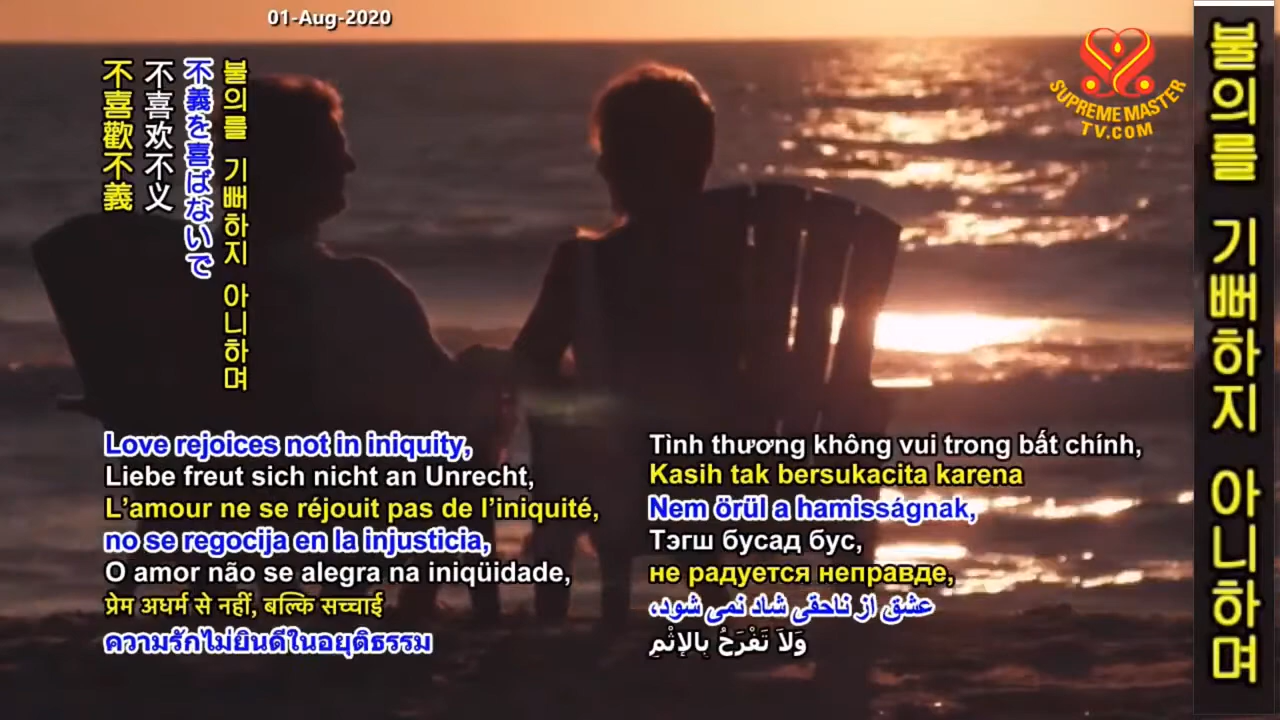 01-Aug-2020
SUPREME MASTER
TV.COM
불의를 기뻐하지 아니하며
不義を喜ばないで
不喜欢不义
不喜歡不義
Love rejoices not in iniquity,
Liebe freut sich nicht an Unrecht,
L’amour ne se réjouit pas de l’iniquité,
no se regocija en la injusticia,
O amor não se alegra na iniqüidade,
प्रेम अधर्म से नहीं, बल्कि सच्चाई
ความรักไม่ยินดีในอยุติธรรม
Tình thương không vui trong bất chính,
Kasih tak bersukacita karena
Nem örül a hamisságnak,
Тэгш бусад бус,
не радуется неправде,
عشق از ناحقی شاد نمی شود،
وَلاَ تَفْرَحُ بِالإثْمِ
불의를 기뻐하지 아니하며